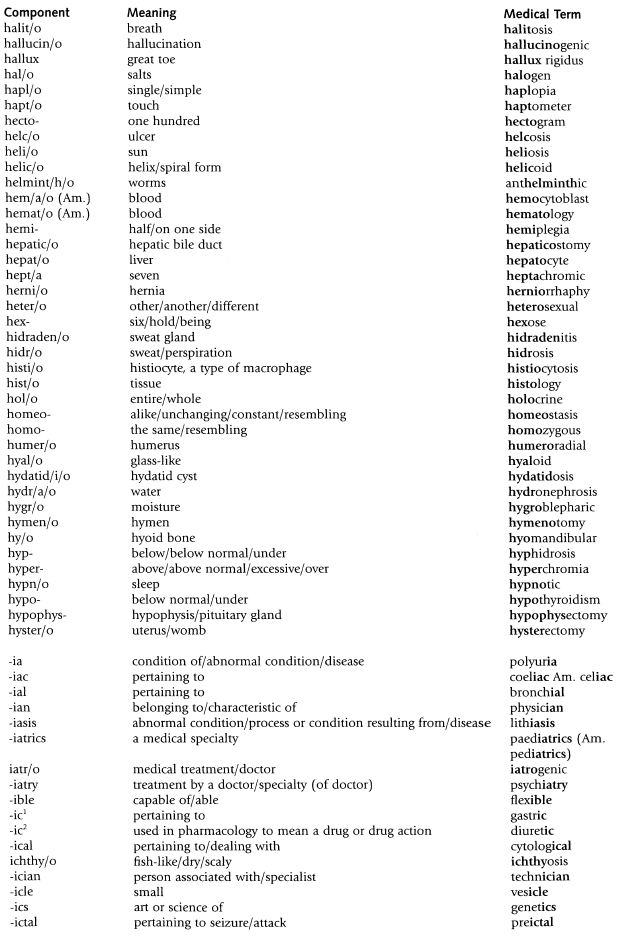 Component Meaning Medical Term
halit/o breath halitosis
hallucin/o hallucination hallucinogenic
hallux great toe hallux rigidus
hal/o salts halogen
hapl/o single/simple haplopia
hapt/o touch haptometer
hecto- one hundred hectogram
helc/o ulcer helcosis
heli/o sun heliosis
helic/o helix/spiral form helicoid
helmint/h/o worms anthelminthic
hem/a/o (Am.) blood hemocytoblast
hemat/o (Am.) blood hematology
hemi- half/on one side hemiplegia
hepatic/o hepatic bile duct hepaticostomy
hepat/o liver hepatocyte
hept/a seven heptachromic
herni/o hernia herniorrhaphy
heter/o other/another/different heterosexual
hex- six/hold/being hexose
hidraden/o sweat gland hidradenitis
hidr/o sweat/perspiration hidrosis
histi/o histiocyte, a type of macrophage histiocytosis
hist/o tissue histology
hol/o entire/whole holocrine
homeo- alike/unchanging/constant/resembling homeostasis
homo- the same/resembling homozygous
humer/o humerus humeroradial
hyal/o glass-like hyaloid
hydatid/i/o hydatid cyst hydatidosis
hydr/a/o water hydronephrosis
hygr/o moisture hygroblepharic
hymen/o hymen hymenotomy
hy/o hyoid bone hyomandibular
hyp- below/below normal/under hyphidrosis
hyper- above/above normal/excessive/over hyperchromia
hypn/o sleep hypnotic
hypo- below normal/under hypothyroidism
hypophys- hypophysis/pituitary gland hypophysectomy
hyster/o uterus/womb hysterectomy
-ia condition of/abnormal condition/disease polyuria
-iac pertaining to coeliac Am. celiac
-ial pertaining to bronchial
-ian belonging to/characteristic of physician
-iasis abnormal condition/process or condition resulting from/disease lithiasis
-iatrics a medical specialty paediatrics (Am.
pediatrics)
iatr/o medical treatment/doctor iatrogenic
-iatry treatment by a doctor/specialty (of doctor) psychiatry
-ible capable of/able flexible
-ic¹ pertaining to gastric
-ic² used in pharmacology to mean a drug or drug action diuretic
-ical pertaining to/dealing with cytological
ichthy/o fish-like/dry/scaly ichthyosis
-ician person associated with/specialist technician
-icle small vesicle
-ics art or science of genetics
-ictal pertaining to seizure/attack preictal